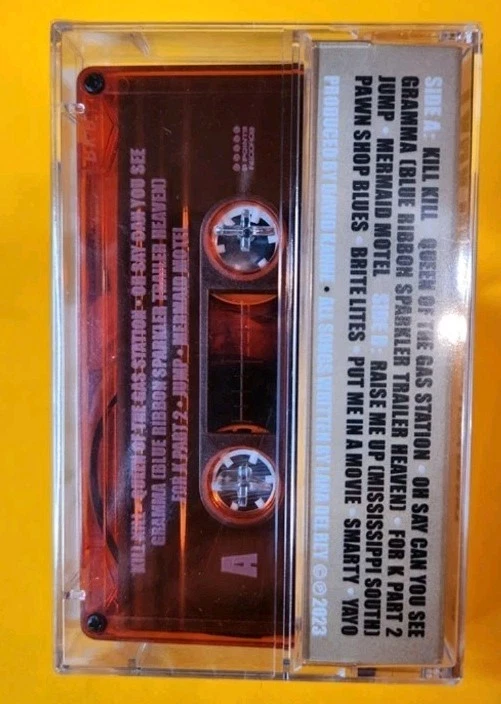 SIDE A: KILL KILL • QUEEN OF THE GAS STATION • OH SAY CAN YOU SEE
GRAMMA (BLUE RIBBON SPARKLER TRAILER HEAVEN) • FOR K PART 2
JUMP • MERMAID MOTEL SIDE B: RAISE ME UP (MISSISSIPPI SOUTH)
PAWN SHOP BLUES • BRITE LITES • PUT ME IN A MOVIE • SMARTY • YAYO
PRODUCED BY • ALL SONGS WRITTEN BY LANA DEL REY © ℗ 2023
RECORDS
KILL KILL • QUEEN OF THE GAS STATION • OH SAY CAN YOU SEE
GRAMMA (BLUE RIBBON SPARKLER TRAILER HEAVEN)
FOR K PART 2 • JUMP • MERMAID MOTEL
A